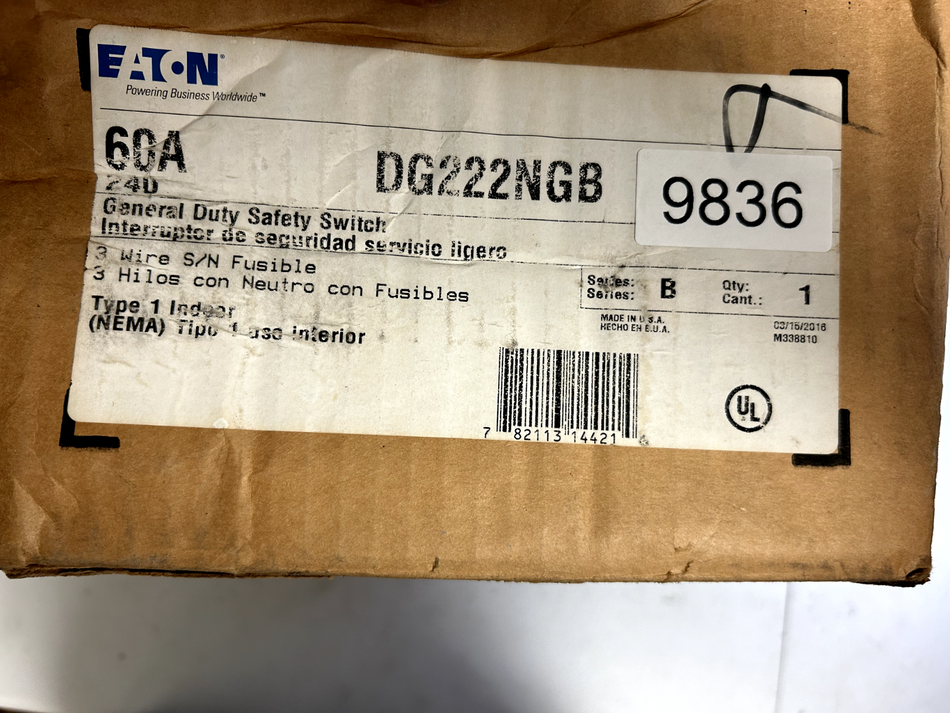 EATON®
Powering Business Worldwide™
60A
DG222NGB
9836
240
General Duty Safety Switch
Interruptor de seguridad servicio ligero
3 Wire S/N Fusible
3 Hilos con Neutro con Fusibles
Series:
Series:
B
Qty:
Cant.:
1
Type 1 Indoor
(NEMA) Tipo 1 uso interior
MADE IN U.S.A.
HECHO EN E.U.A.
03/15/2016
M338810
7 82113 14421
UL